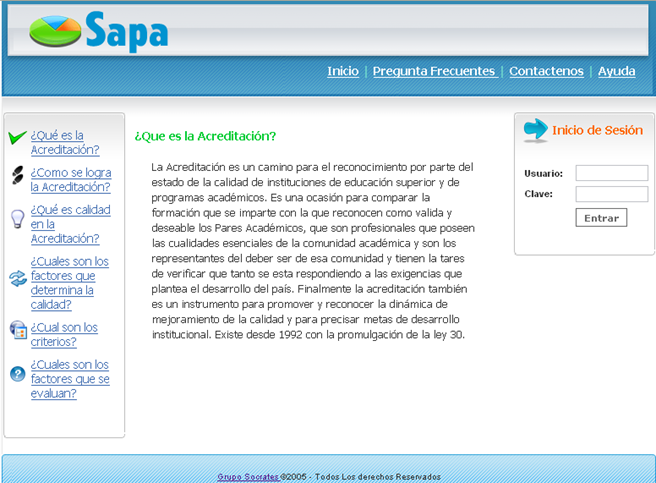 Sapa
Inicio | Pregunta Frecuentes | Contactenos | Ayuda
¿Qué es la
Acreditación?
¿Como se logra
la Acreditación?
¿Qué es calidad
en la
Acreditación?
¿Cuales son los
factores que
determina la
calidad?
¿Cual son los
criterios?
¿Cuales son los
factores que se
evaluan?
¿Que es la Acreditación?
La Acreditación es un camino para el reconocimiento por parte del
estado de la calidad de instituciones de educación superior y de
programas académicos. Es una ocasión para comparar la
formación que se imparte con la que reconocen como valida y
deseable los Pares Académicos, que son profesionales que poseen
las cualidades esenciales de la comunidad académica y son los
representantes del deber ser de esa comunidad y tienen la tares
de verificar que tanto se esta respondiendo a las exigencias que
plantea el desarrollo del país. Finalmente la acreditación también
es un instrumento para promover y reconocer la dinámica de
mejoramiento de la calidad y para precisar metas de desarrollo
institucional. Existe desde 1992 con la promulgación de la ley 30.
Inicio de Sesión
Usuario:
Clave:
Entrar
Grupo Socrates ©2005 - Todos Los derechos Reservados